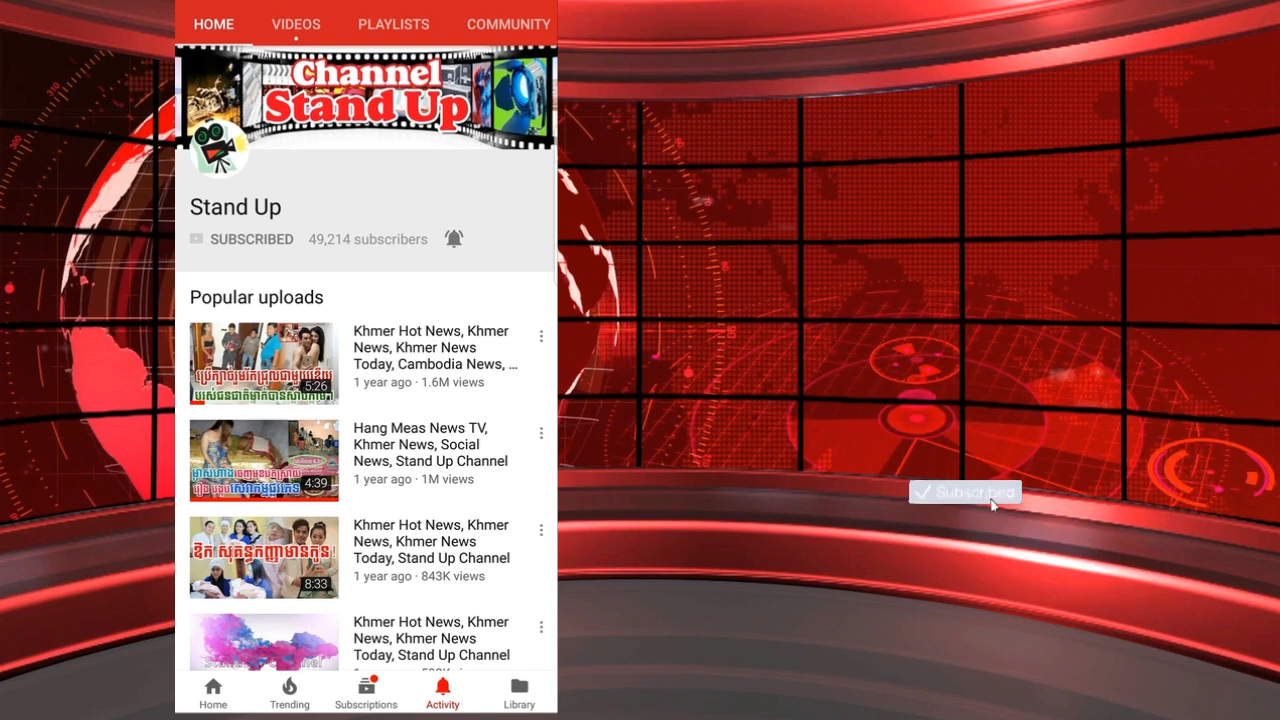 HOME VIDEOS PLAYLISTS COMMUNITY
Channel
Stand Up
Stand Up
SUBSCRIBED 49,214 subscribers
Popular uploads
Khmer Hot News, Khmer
News, Khmer News
Today, Cambodia News, ...
1 year ago · 1.6M views
5:26
Hang Meas News TV,
Khmer News, Social
News, Stand Up Channel
1 year ago · 1M views
4:39
Khmer Hot News, Khmer
News, Khmer News
Today, Stand Up Channel
1 year ago · 843K views
8:33
Khmer Hot News, Khmer
News, Khmer News
Today, Stand Up Channel
Subscribed
Home Trending Subscriptions Activity Library